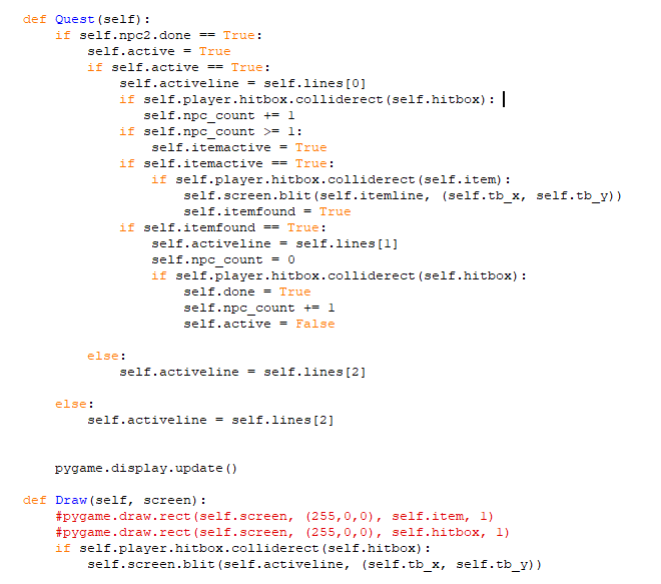 def Quest(self):
    if self.npc2.done == True:
        self.active = True
        if self.active == True:
            self.activeline = self.lines[0]
            if self.player.hitbox.colliderect(self.hitbox):
               self.npc_count += 1
            if self.npc_count >= 1:
                self.itemactive = True
            if self.itemactive == True:
                if self.player.hitbox.colliderect(self.item):
                    self.screen.blit(self.itemline, (self.tb_x, self.tb_y))
                    self.itemfound = True
            if self.itemfound == True:
                self.activeline = self.lines[1]
                self.npc_count = 0
                if self.player.hitbox.colliderect(self.hitbox):
                    self.done = True
                    self.npc_count += 1
                    self.active = False

        else:
            self.activeline = self.lines[2]

    else:
        self.activeline = self.lines[2]


    pygame.display.update()

def Draw(self, screen):
    #pygame.draw.rect(self.screen, (255,0,0), self.item, 1)
    #pygame.draw.rect(self.screen, (255,0,0), self.hitbox, 1)
    if self.player.hitbox.colliderect(self.hitbox):
        self.screen.blit(self.activeline, (self.tb_x, self.tb_y))